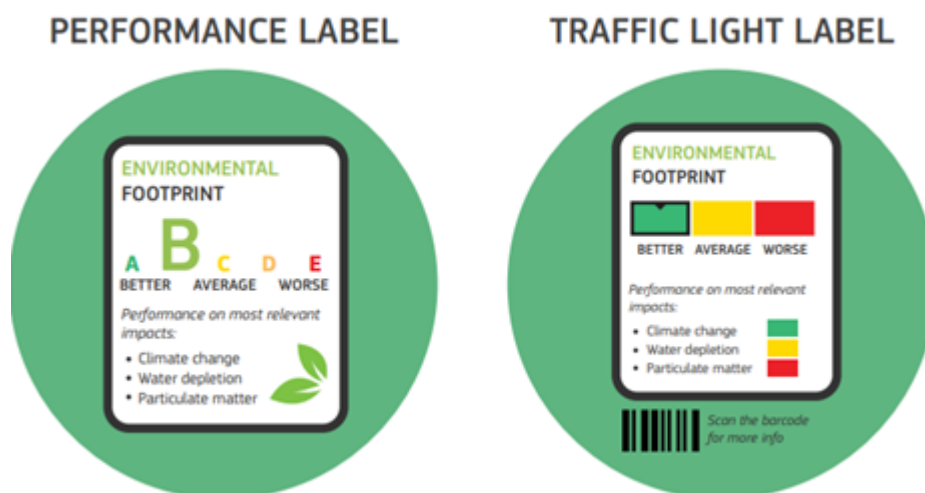 PERFORMANCE LABEL
ENVIRONMENTAL
FOOTPRINT
A B C D E
BETTER AVERAGE WORSE
Performance on most relevant
impacts:
• Climate change
• Water depletion
• Particulate matter
TRAFFIC LIGHT LABEL
ENVIRONMENTAL
FOOTPRINT
BETTER AVERAGE WORSE
Performance on most relevant
impacts:
• Climate change
• Water depletion
• Particulate matter
Scan the barcode
for more info